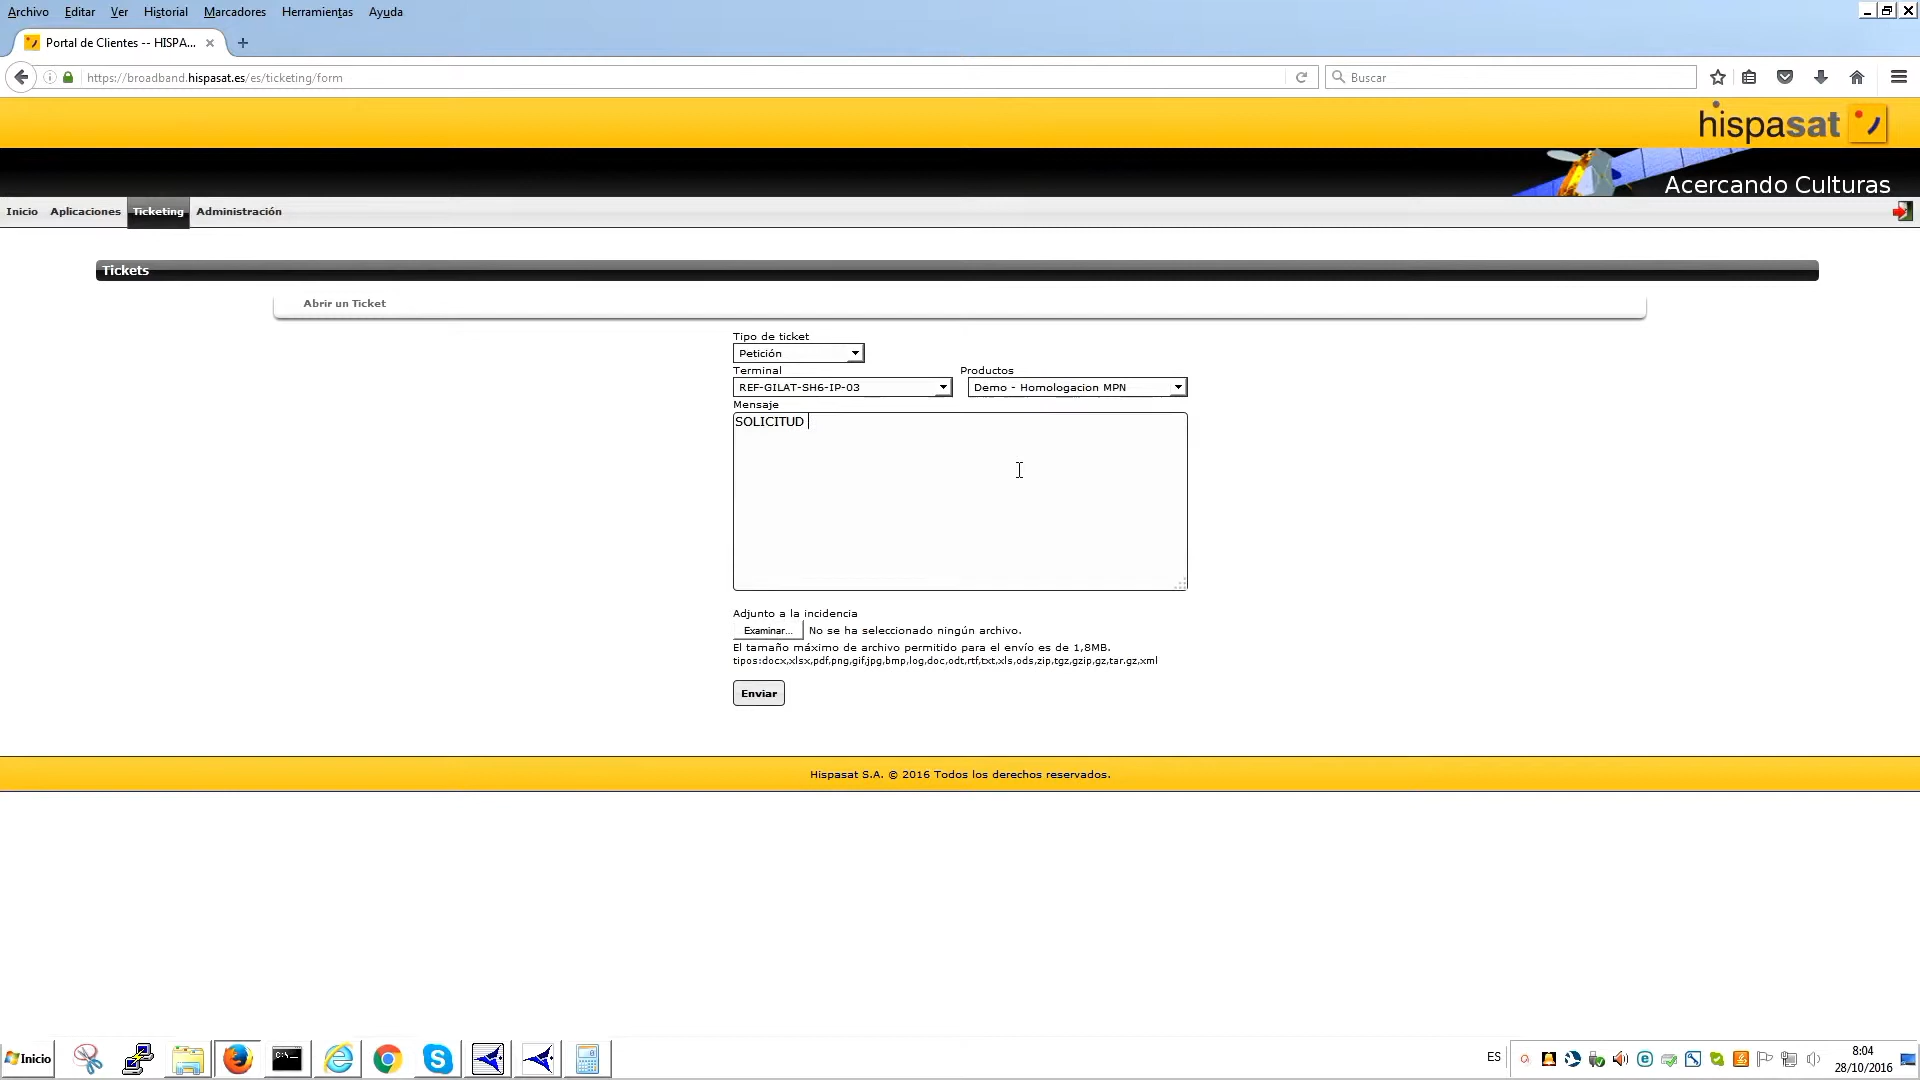 Archivo Editar Ver Historial Marcadores Herramientas Ayuda
Portal de Clientes -- HISPA...
https://broadband.hispasat.es/es/ticketing/form
Buscar
hispasat
Acercando Culturas
Inicio Aplicaciones Ticketing Administración
Tickets
Abrir un Ticket
Tipo de ticket
Petición
Terminal Productos
REF-GILAT-SH6-IP-03 Demo - Homologacion MPN
Mensaje
SOLICITUD
Adjunto a la incidencia
Examinar... No se ha seleccionado ningún archivo.
El tamaño máximo de archivo permitido para el envío es de 1,8MB.
tipos:docx,xlsx,pdf,png,gif,jpg,bmp,log,doc,odt,rtf,txt,xls,ods,zip,tgz,gzip,gz,tar.gz,xml
Enviar
Hispasat S.A. © 2016 Todos los derechos reservados.
Inicio
ES
8:04
28/10/2016